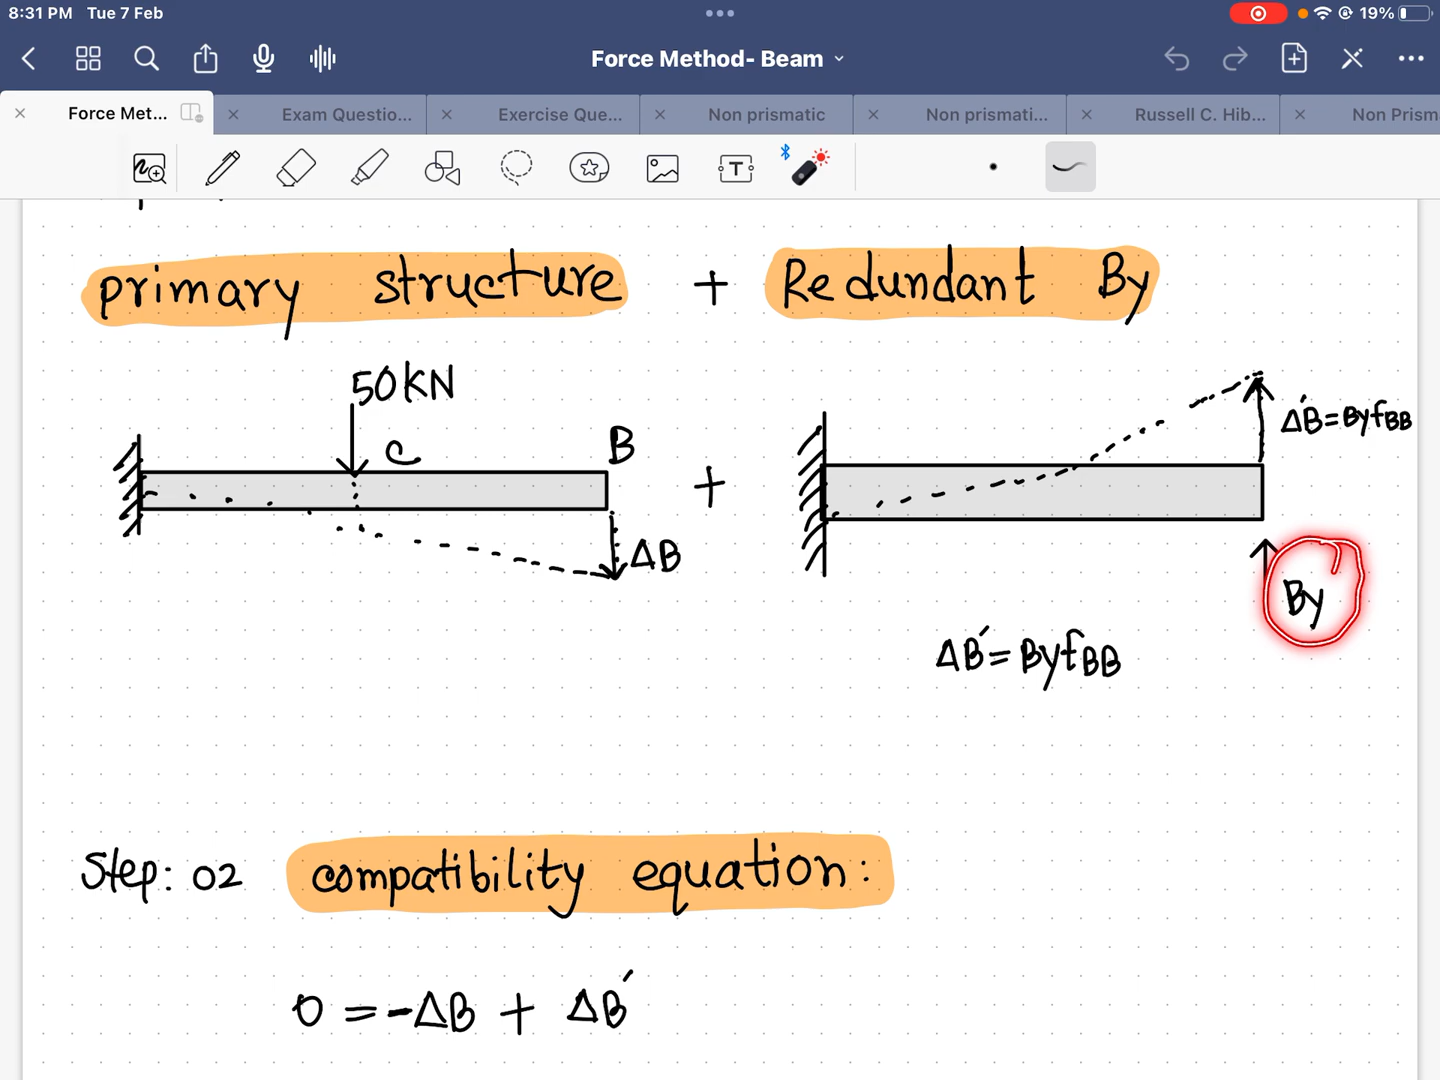 8:31 PM Tue 7 Feb
19%
Force Method- Beam
Force Met...
Exam Questio...
Exercise Que...
Non prismatic
Non prismati...
Russell C. Hib...
Non Prism
T
primary structure + Redundant By
50KN
C
B
ΔB
+
Δ'B=ByfBB
By
ΔB'=ByfBB
Step: 02 compatibility equation:
0 = -ΔB + ΔB'